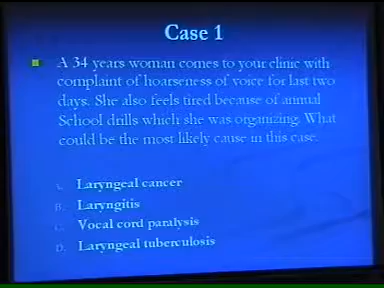 Case 1
A 34 years woman comes to your clinic with
complaint of hoarseness of voice for last two
days. She also feels tired because of annual
School drills which she was organizing. What
could be the most likely cause in this case.
A. Laryngeal cancer
B. Laryngitis
C. Vocal cord paralysis
D. Laryngeal tuberculosis